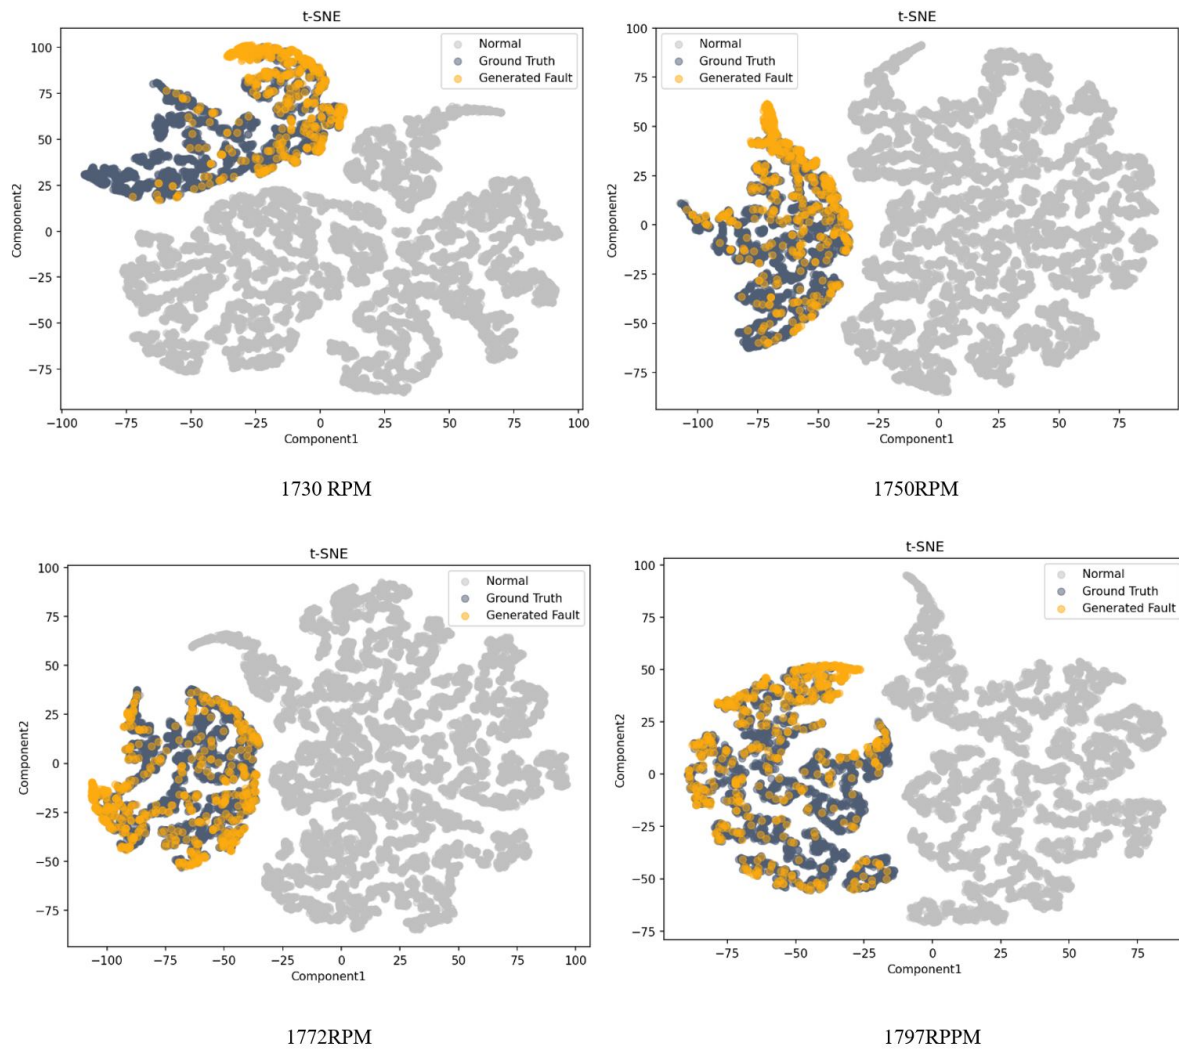 t-SNE
Normal
Ground Truth
Generated Fault
100
75
50
25
0
−25
−50
−75
Component2
−100
−75
−50
−25
0
25
50
75
100
Component1
1730 RPM
t-SNE
Normal
Ground Truth
Generated Fault
100
75
50
25
0
−25
−50
−75
Component2
−100
−75
−50
−25
0
25
50
75
Component1
1750RPM
t-SNE
Normal
Ground Truth
Generated Fault
100
75
50
25
0
−25
−50
−75
Component2
−100
−75
−50
−25
0
25
50
75
100
Component1
1772RPM
t-SNE
Normal
Ground Truth
Generated Fault
100
75
50
25
0
−25
−50
−75
Component2
−75
−50
−25
0
25
50
75
Component1
1797RPPM